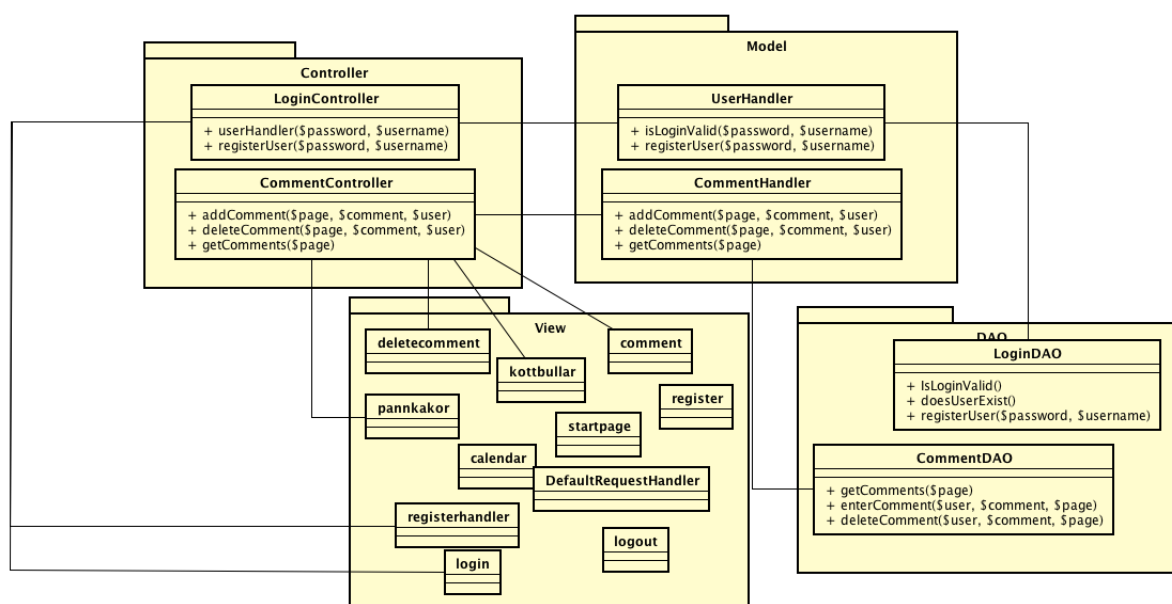 Controller
LoginController
+ userHandler($password, $username)
+ registerUser($password, $username)
CommentController
+ addComment($page, $comment, $user)
+ deleteComment($page, $comment, $user)
+ getComments($page)
Model
UserHandler
+ isLoginValid($password, $username)
+ registerUser($password, $username)
CommentHandler
+ addComment($page, $comment, $user)
+ deleteComment($page, $comment, $user)
+ getComments($page)
View
deletecomment
comment
kottbullar
register
pannkakor
startpage
calendar
DefaultRequestHandler
registerhandler
logout
login
DAO
LoginDAO
+ IsLoginValid()
+ doesUserExist()
+ registerUser($password, $username)
CommentDAO
+ getComments($page)
+ enterComment($user, $comment, $page)
+ deleteComment($user, $comment, $page)